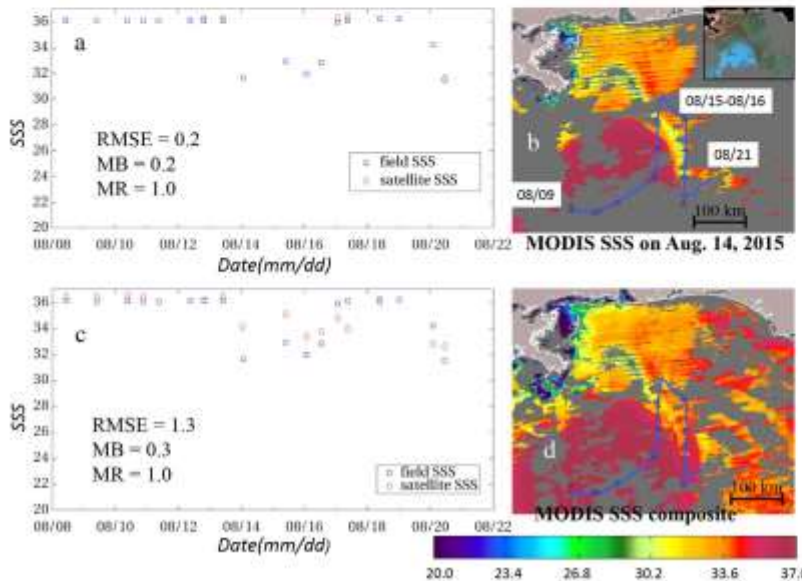 36
34
32
30
28
26
24
22
20
SSS
a
RMSE = 0.2
MB = 0.2
MR = 1.0
field SSS
satellite SSS
08/08 08/10 08/12 08/14 08/16 08/18 08/20 08/22
Date(mm/dd)
08/15-08/16
b
08/21
08/09
100 km
MODIS SSS on Aug. 14, 2015
36
34
32
30
28
26
24
22
20
SSS
c
RMSE = 1.3
MB = 0.3
MR = 1.0
field SSS
satellite SSS
08/08 08/10 08/12 08/14 08/16 08/18 08/20 08/22
Date(mm/dd)
d
100 km
MODIS SSS composite
20.0 23.4 26.8 30.2 33.6 37.0